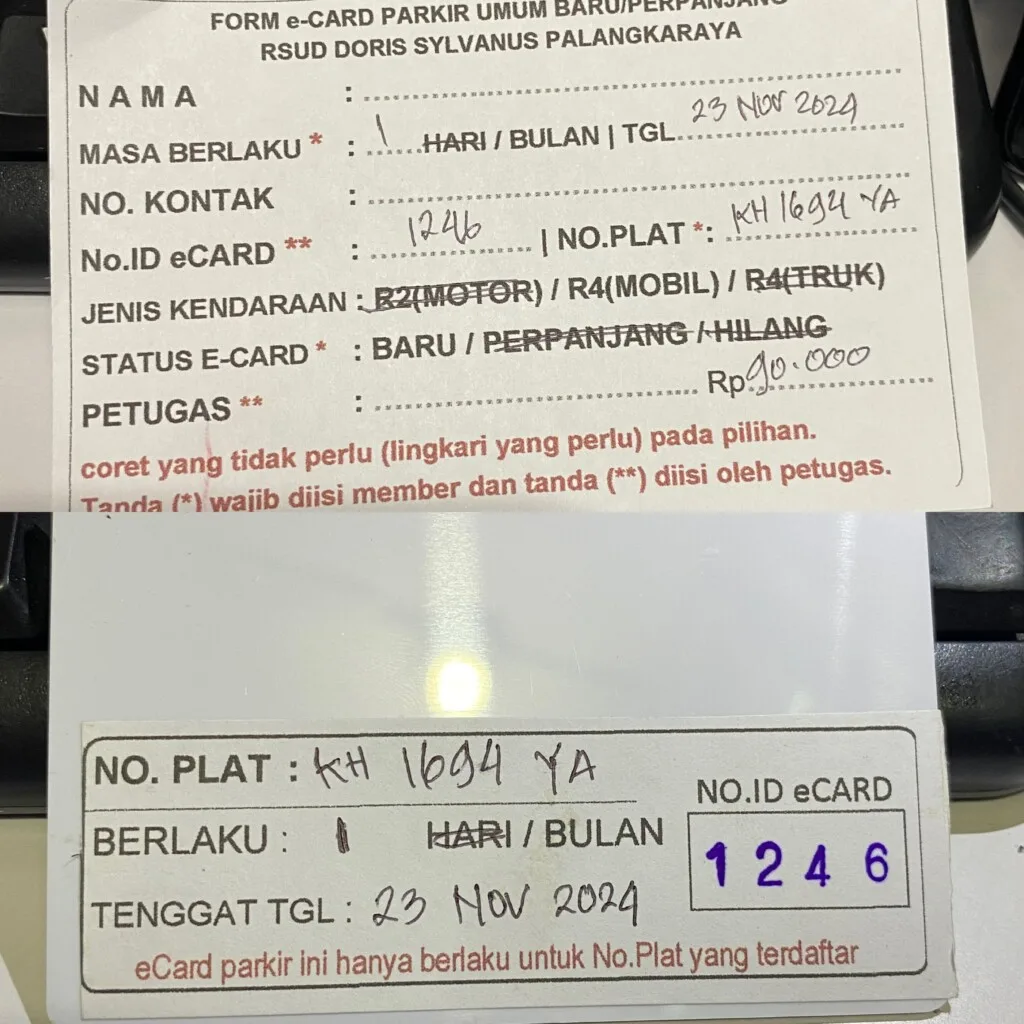 FORM e-CARD PARKIR UMUM BARU/PERPANJANG
RSUD DORIS SYLVANUS PALANGKARAYA
NAMA :
MASA BERLAKU * : 1 HARI / BULAN | TGL. 23 NOV 2024
NO. KONTAK :
No.ID eCARD ** : 1246 | NO.PLAT *: KH 1694 YA
JENIS KENDARAAN : R2(MOTOR) / R4(MOBIL) / R4(TRUK)
STATUS E-CARD * : BARU / PERPANJANG / HILANG
PETUGAS ** : Rp. 90.000
coret yang tidak perlu (lingkari yang perlu) pada pilihan.
Tanda (*) wajib diisi member dan tanda (**) diisi oleh petugas.
NO. PLAT : KH 1694 YA
NO.ID eCARD
BERLAKU : 1 HARI / BULAN
1246
TENGGAT TGL : 23 NOV 2024
eCard parkir ini hanya berlaku untuk No.Plat yang terdaftar